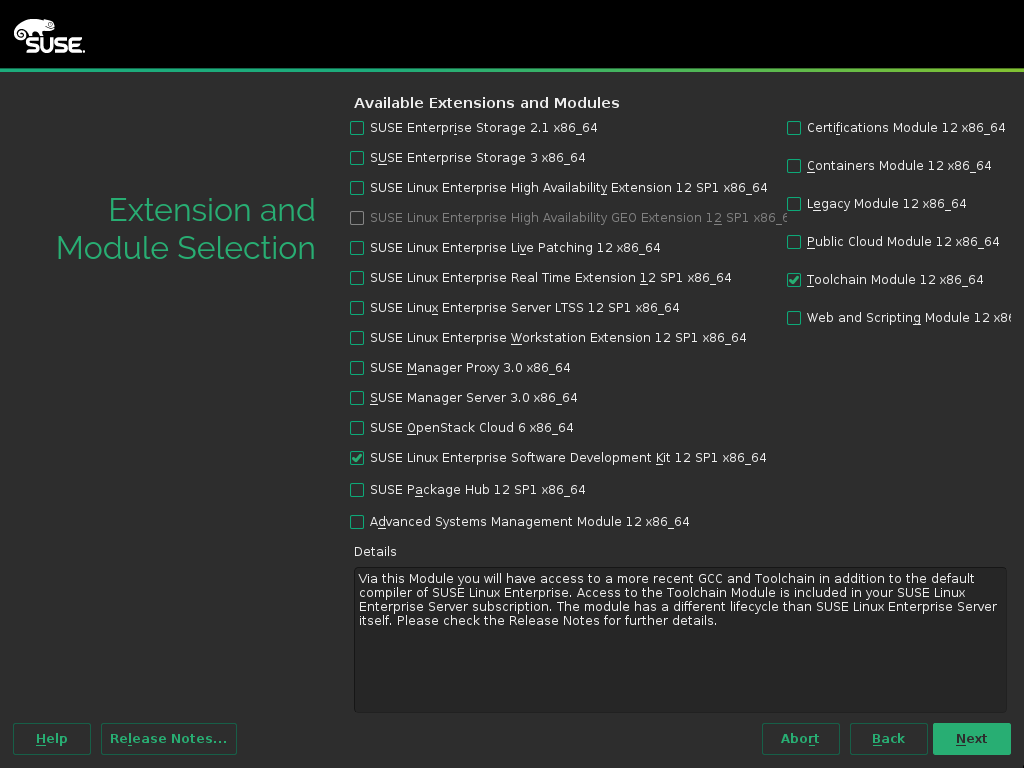 SUSE
Extension and
Module Selection
Available Extensions and Modules
SUSE Enterprise Storage 2.1 x86_64
SUSE Enterprise Storage 3 x86_64
SUSE Linux Enterprise High Availability Extension 12 SP1 x86_64
SUSE Linux Enterprise High Availability GEO Extension 12 SP1 x86_6
SUSE Linux Enterprise Live Patching 12 x86_64
SUSE Linux Enterprise Real Time Extension 12 SP1 x86_64
SUSE Linux Enterprise Server LTSS 12 SP1 x86_64
SUSE Linux Enterprise Workstation Extension 12 SP1 x86_64
SUSE Manager Proxy 3.0 x86_64
SUSE Manager Server 3.0 x86_64
SUSE OpenStack Cloud 6 x86_64
SUSE Linux Enterprise Software Development Kit 12 SP1 x86_64
SUSE Package Hub 12 SP1 x86_64
Advanced Systems Management Module 12 x86_64
Certifications Module 12 x86_64
Containers Module 12 x86_64
Legacy Module 12 x86_64
Public Cloud Module 12 x86_64
Toolchain Module 12 x86_64
Web and Scripting Module 12 x86
Details
Via this Module you will have access to a more recent GCC and Toolchain in addition to the default
compiler of SUSE Linux Enterprise. Access to the Toolchain Module is included in your SUSE Linux
Enterprise Server subscription. The module has a different lifecycle than SUSE Linux Enterprise Server
itself. Please check the Release Notes for further details.
Help
Release Notes...
Abort
Back
Next